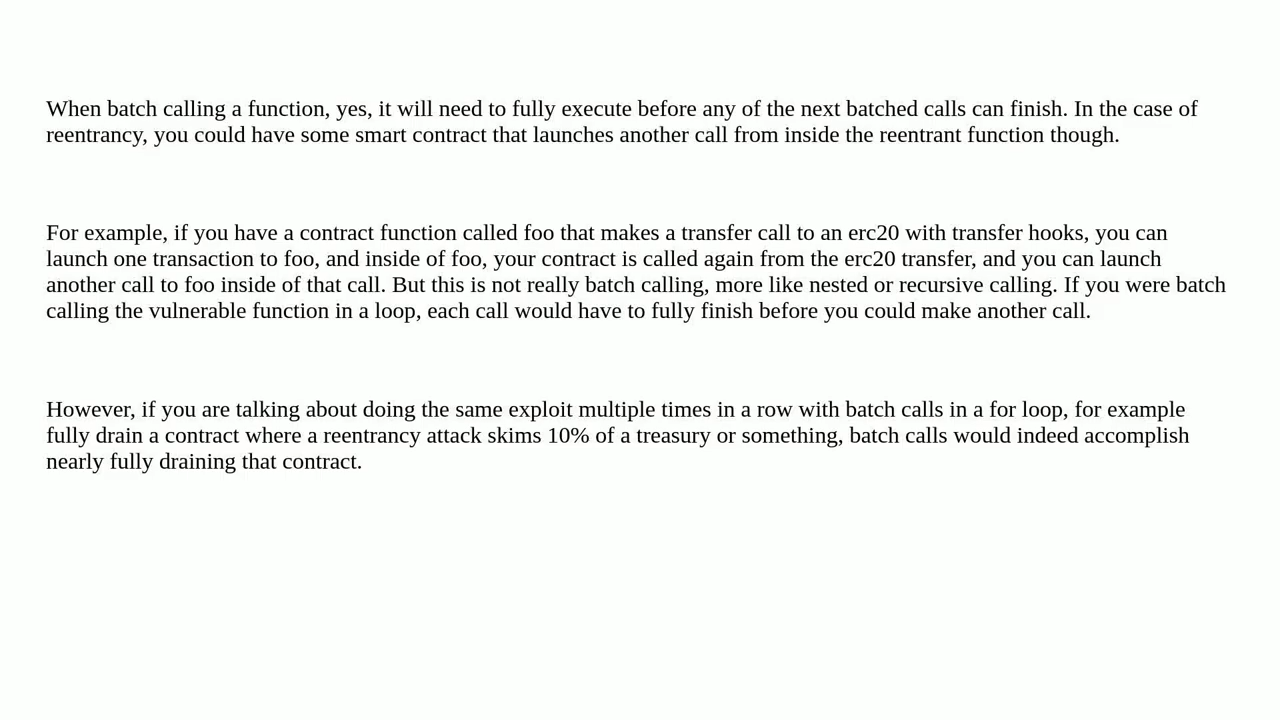 When batch calling a function, yes, it will need to fully execute before any of the next batched calls can finish. In the case of
reentrancy, you could have some smart contract that launches another call from inside the reentrant function though.
For example, if you have a contract function called foo that makes a transfer call to an erc20 with transfer hooks, you can
launch one transaction to foo, and inside of foo, your contract is called again from the erc20 transfer, and you can launch
another call to foo inside of that call. But this is not really batch calling, more like nested or recursive calling. If you were batch
calling the vulnerable function in a loop, each call would have to fully finish before you could make another call.
However, if you are talking about doing the same exploit multiple times in a row with batch calls in a for loop, for example
fully drain a contract where a reentrancy attack skims 10% of a treasury or something, batch calls would indeed accomplish
nearly fully draining that contract.